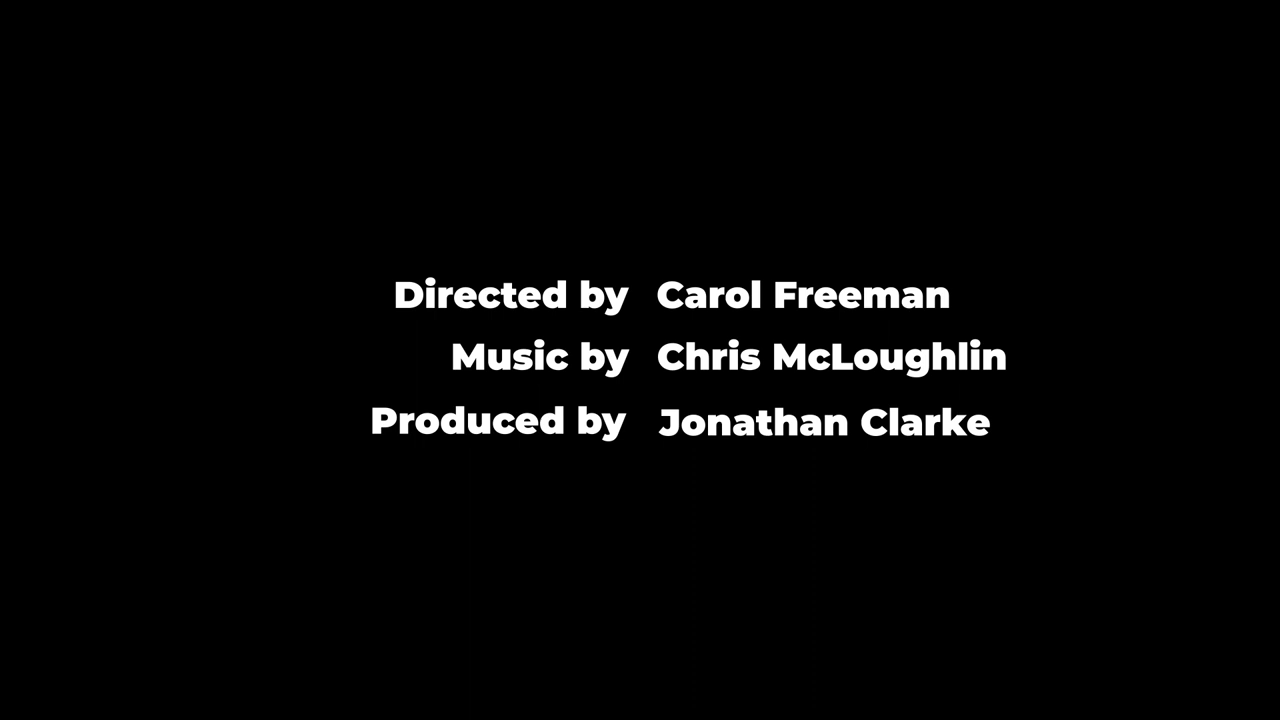 Directed by Carol Freeman
Music by Chris McLoughlin
Produced by Jonathan Clarke